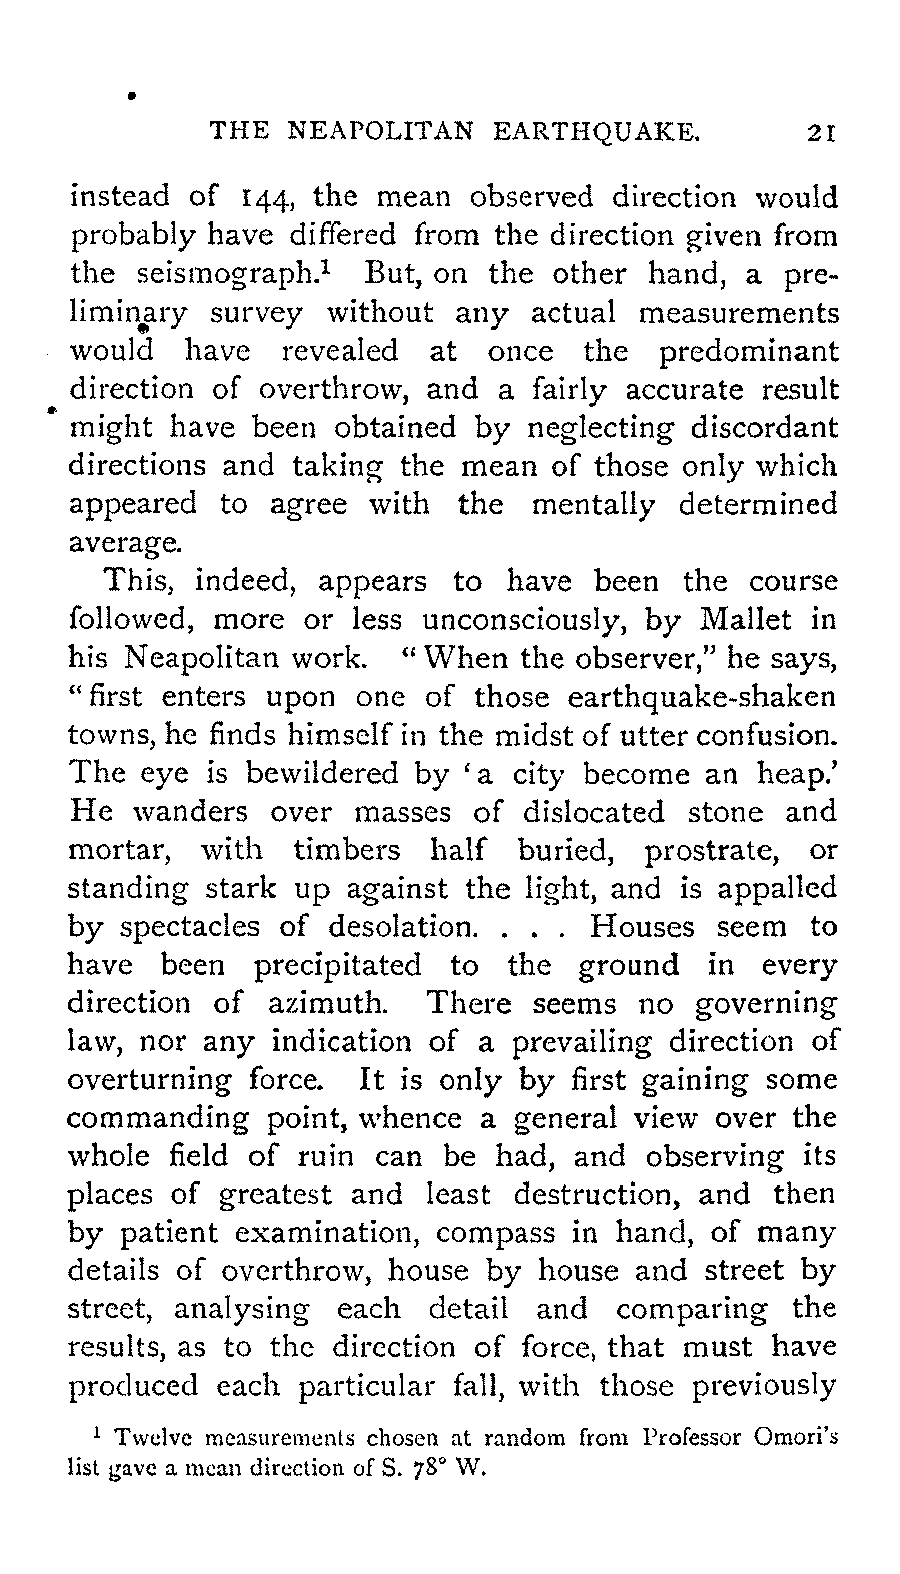 THE NEAPOLITAN EARTHQUAKE. 21
instead of 144, the mean observed direction would
probably have differed from the direction given from
the seismograph.¹ But, on the other hand, a pre-
liminary survey without any actual measurements
would have revealed at once the predominant
direction of overthrow, and a fairly accurate result
might have been obtained by neglecting discordant
directions and taking the mean of those only which
appeared to agree with the mentally determined
average.
This, indeed, appears to have been the course
followed, more or less unconsciously, by Mallet in
his Neapolitan work. “When the observer,” he says,
“first enters upon one of those earthquake-shaken
towns, he finds himself in the midst of utter confusion.
The eye is bewildered by ‘a city become an heap.’
He wanders over masses of dislocated stone and
mortar, with timbers half buried, prostrate, or
standing stark up against the light, and is appalled
by spectacles of desolation. . . . Houses seem to
have been precipitated to the ground in every
direction of azimuth. There seems no governing
law, nor any indication of a prevailing direction of
overturning force. It is only by first gaining some
commanding point, whence a general view over the
whole field of ruin can be had, and observing its
places of greatest and least destruction, and then
by patient examination, compass in hand, of many
details of overthrow, house by house and street by
street, analysing each detail and comparing the
results, as to the direction of force, that must have
produced each particular fall, with those previously
¹ Twelve measurements chosen at random from Professor Omori’s
list gave a mean direction of S. 78° W.